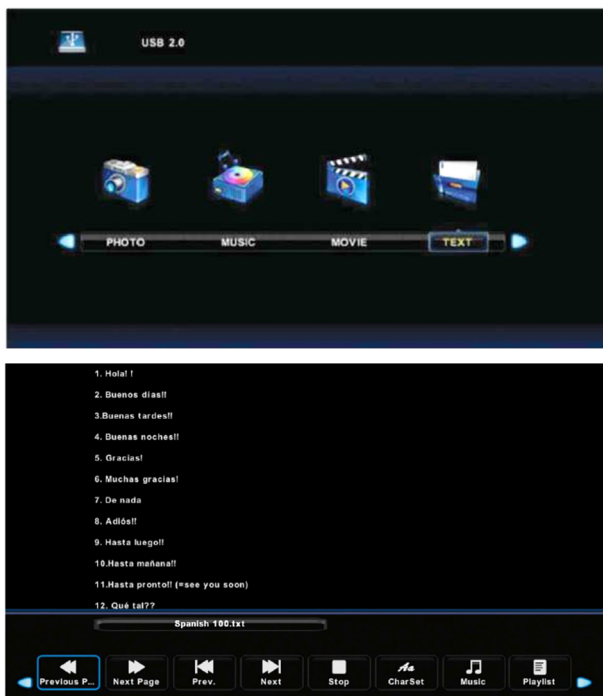 USB 2.0
PHOTO MUSIC MOVIE TEXT
1. Hola! !
2. Buenos días!!
3.Buenas tardes!!
4. Buenas noches!!
5. Gracias!
6. Muchas gracias!
7. De nada
8. Adiós!!
9. Hasta luego!!
10.Hasta mañana!!
11.Hasta pronto!! (=see you soon)
12. Qué tal??
Spanish 100.txt
Previous P... Next Page Prev. Next Stop CharSet Music Playlist